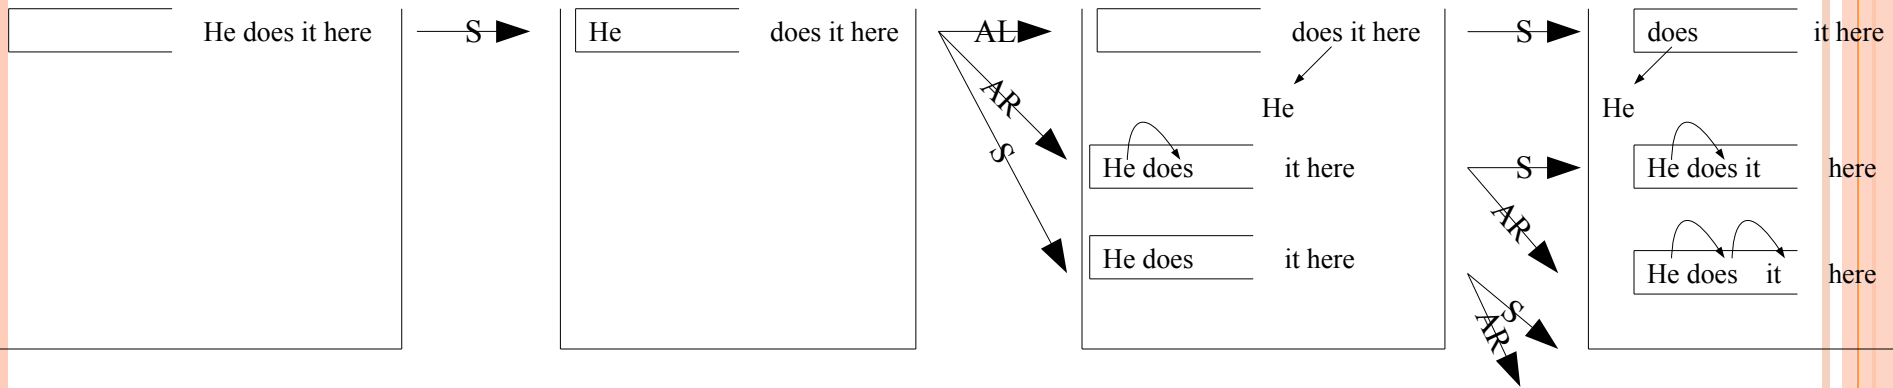 He does it here
S
He
does it here
AL
AR
S
does it here
He
He does
it here
He does
it here
S
S
AR
S
AR
does
it here
He
He does it
here
He does it
here